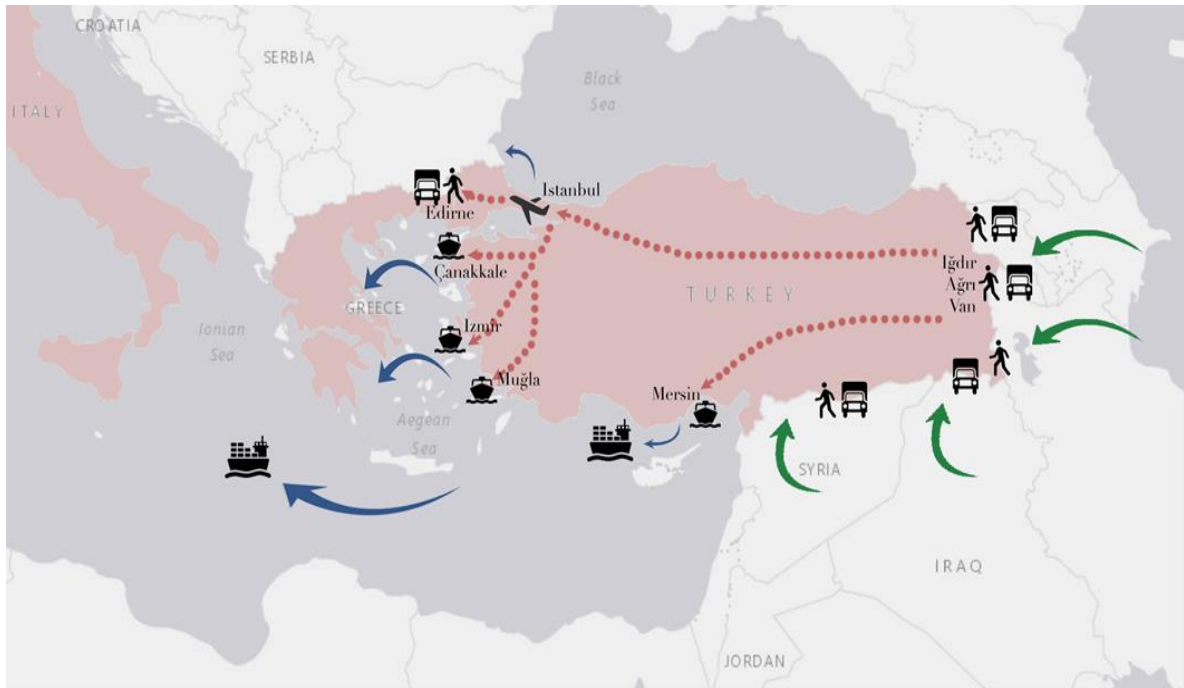 CROATIA
SERBIA
ITALY
Black
Sea
Istanbul
Edirne
Çanakkale
GREECE
Ionian
Sea
Izmir
Muğla
Aegean
Sea
TURKEY
Iğdır
Ağrı
Van
Mersin
SYRIA
IRAQ
JORDAN